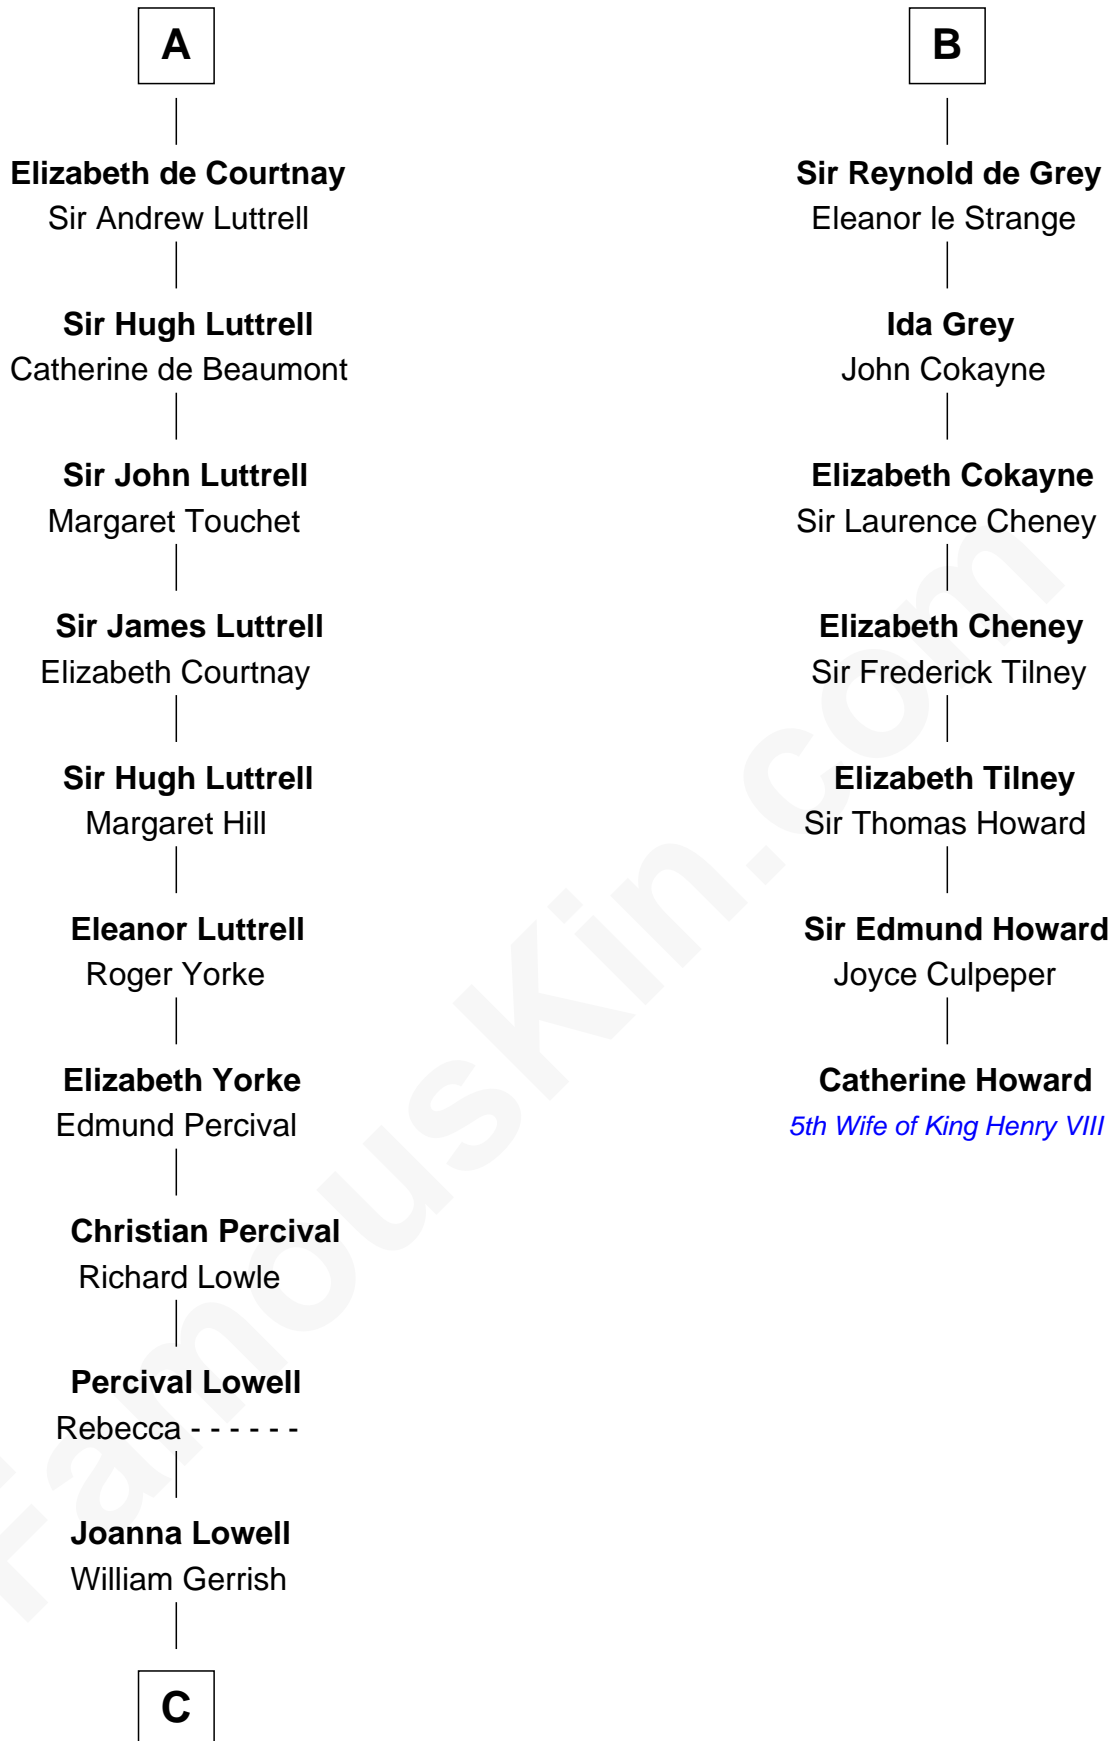 A
Elizabeth de Courtnay
Sir Andrew Luttrell
Sir Hugh Luttrell
Catherine de Beaumont
Sir John Luttrell
Margaret Touchet
Sir James Luttrell
Elizabeth Courtnay
Sir Hugh Luttrell
Margaret Hill
Eleanor Luttrell
Roger Yorke
Elizabeth Yorke
Edmund Percival
Christian Percival
Richard Lowle
Percival Lowell
Rebecca - - - - - -
Joanna Lowell
William Gerrish
C
B
Sir Reynold de Grey
Eleanor le Strange
Ida Grey
John Cokayne
Elizabeth Cokayne
Sir Laurence Cheney
Elizabeth Cheney
Sir Frederick Tilney
Elizabeth Tilney
Sir Thomas Howard
Sir Edmund Howard
Joyce Culpeper
Catherine Howard
5th Wife of King Henry VIII
FamousKin.com